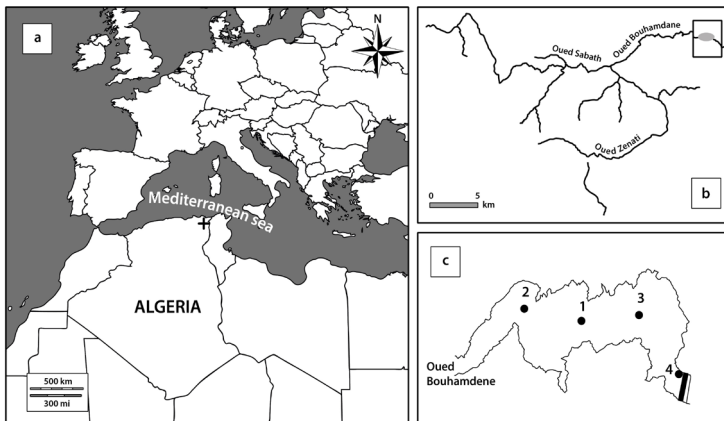 a
N
Mediterranean sea
ALGERIA
500 km
300 mi
Oued Sabath
Oued Bouhamdane
Oued Zenati
0 5
km
b
c
2
1
3
4
Oued
Bouhamdene